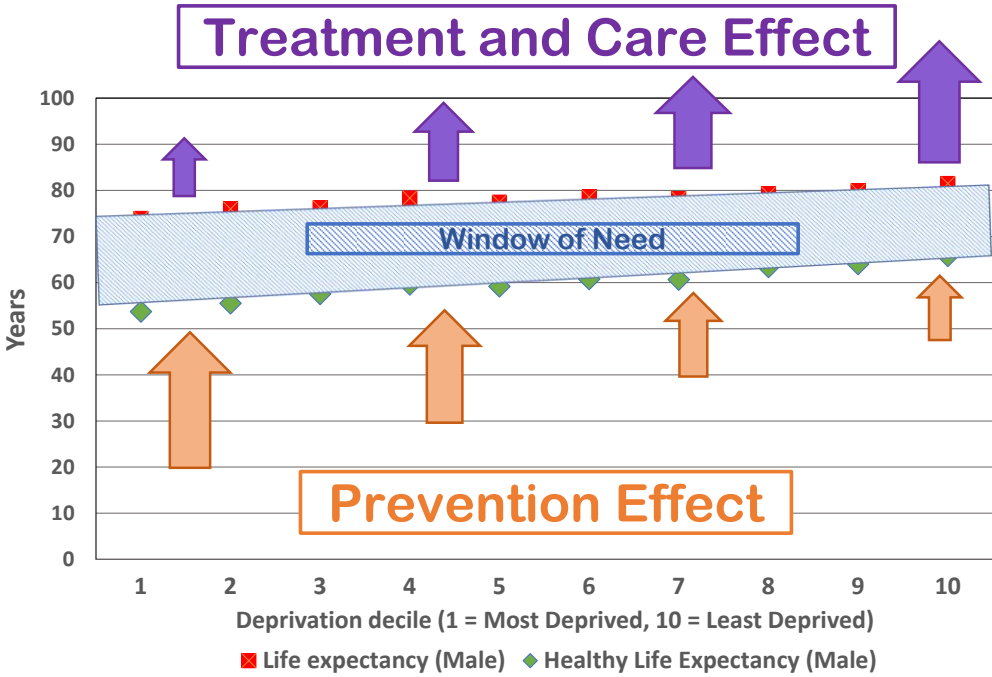 Treatment and Care Effect
100
90
80
70
60
50
40
30
20
10
0
Years
Window of Need
Prevention Effect
1 2 3 4 5 6 7 8 9 10
Deprivation decile (1 = Most Deprived, 10 = Least Deprived)
Life expectancy (Male) Healthy Life Expectancy (Male)